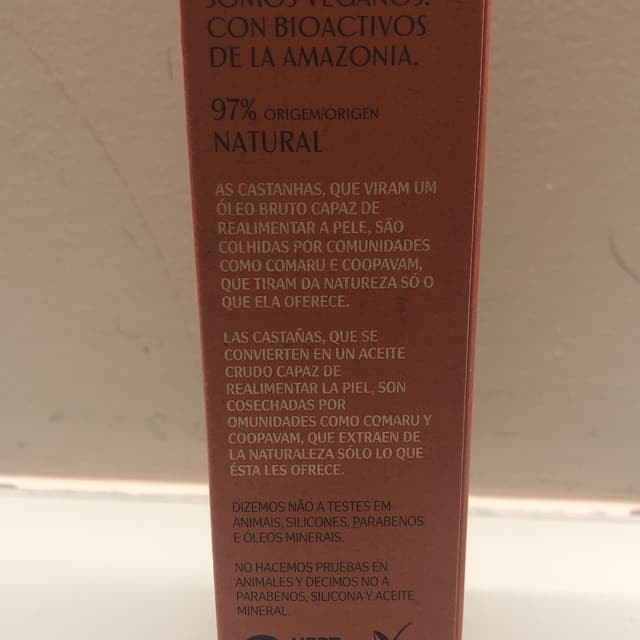 SOMOS VEGANOS.
CON BIOACTIVOS
DE LA AMAZONIA.
97% ORIGEM/ORIGEN
NATURAL
AS CASTANHAS, QUE VIRAM UM
ÓLEO BRUTO CAPAZ DE
REALIMENTAR A PELE, SÃO
COLHIDAS POR COMUNIDADES
COMO COMARU E COOPAVAM,
QUE TIRAM DA NATUREZA SÓ O
QUE ELA OFERECE.
LAS CASTAÑAS, QUE SE
CONVIERTEN EN UN ACEITE
CRUDO CAPAZ DE
REALIMENTAR LA PIEL, SON
COSECHADAS POR
OMUNIDADES COMO COMARU Y
COOPAVAM, QUE EXTRAEN DE
LA NATURALEZA SÓLO LO QUE
ÉSTA LES OFRECE.
DIZEMOS NÃO A TESTES EM
ANIMAIS, SILICONES, PARABENOS
E ÓLEOS MINERAIS.
NO HACEMOS PRUEBAS EN
ANIMALES Y DECIMOS NO A
PARABENOS, SILICONA Y ACEITE
MINERAL.